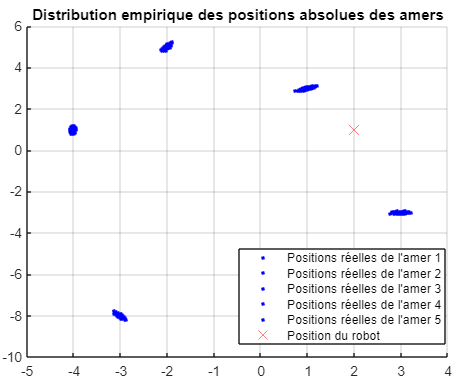 Distribution empirique des positions absolues des amers
6
4
2
0
-2
-4
-6
-8
-10
-5 -4 -3 -2 -1 0 1 2 3 4
Positions réelles de l'amer 1
Positions réelles de l'amer 2
Positions réelles de l'amer 3
Positions réelles de l'amer 4
Positions réelles de l'amer 5
Position du robot